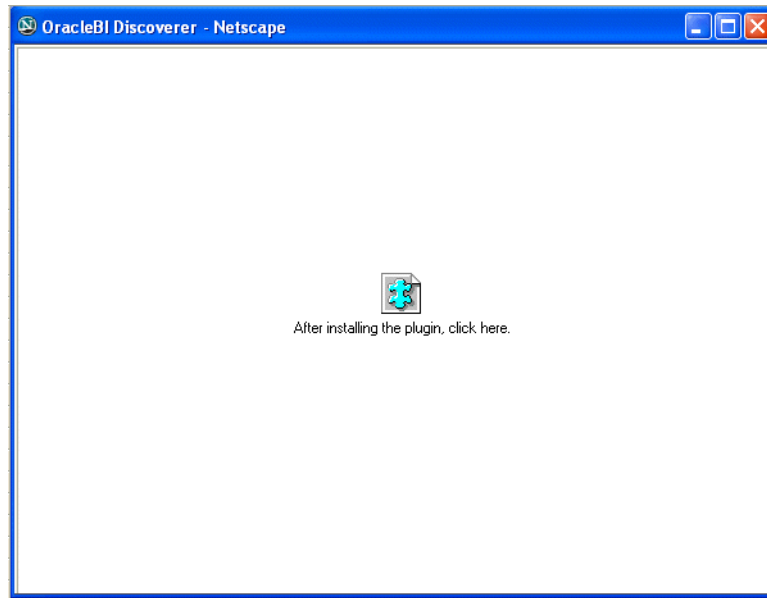 OracleBI Discoverer - Netscape
After installing the plugin, click here.